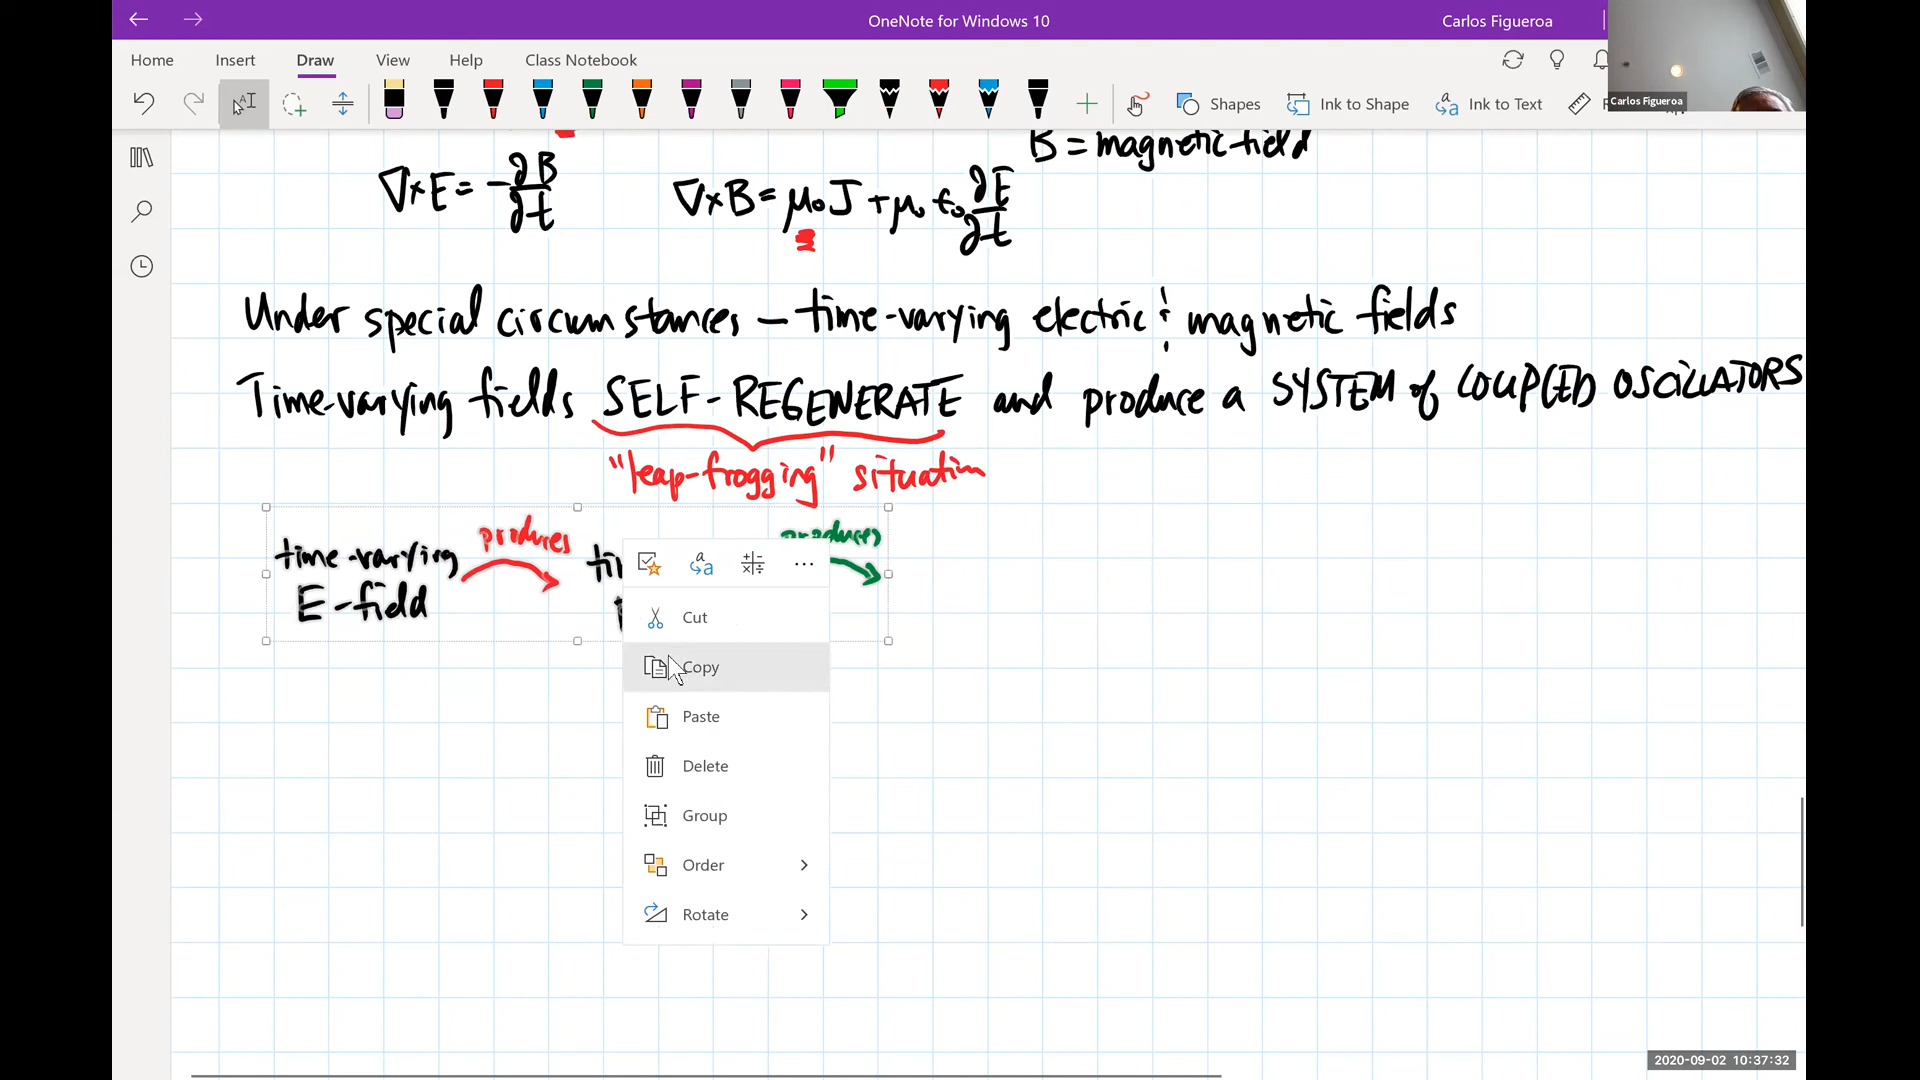 OneNote for Windows 10
Carlos Figueroa
Home Insert Draw View Help Class Notebook
Shapes Ink to Shape Ink to Text
Carlos Figueroa
B = magnetic field
∇×E = -∂B/∂t
∇×B = μ₀J + μ₀ε₀ ∂E/∂t
Under special circumstances – time-varying electric & magnetic fields
Time-varying fields SELF-REGENERATE and produce a SYSTEM of COUPLED OSCILLATORS
"leap-frogging" situation
time-varying produces produces
E-field
Cut
Copy
Paste
Delete
Group
Order
Rotate
2020-09-02 10:37:32